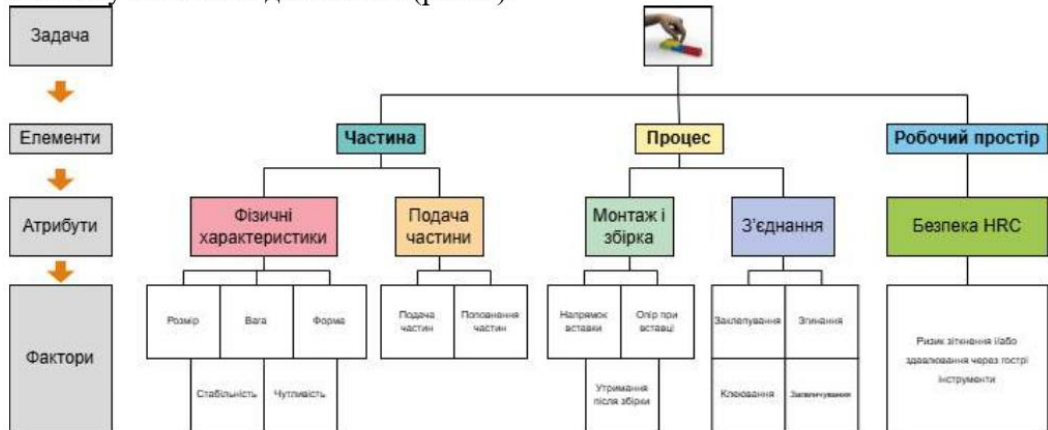 Задача
Елементи
Частина
Процес
Робочий простір
Атрибути
Фізичні
характеристики
Подача
частини
Монтаж і
збірка
З'єднання
Безпека HRC
Фактори
Розмір
Вага
Форма
Подача
частин
Поповнення
частин
Напрямок
вставки
Опір при
вставці
Заклепування
Згинання
Ризик зіткнення і/або
здавлювання через гострі
інструменти
Стабільність
Чутливість
Утримання
після збірки
Клеювання